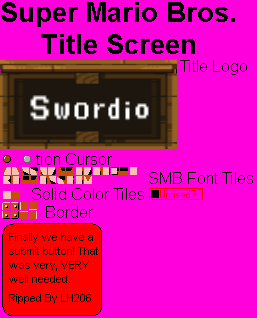 Super Mario Bros.
Title Screen
Title Logo
Swordio
tion Cursor
SMB Font Tiles
Solid Color Tiles
Unused?
Border
Finally we have a
submit button! That
was very, VERY
well needed.
Ripped By LH206